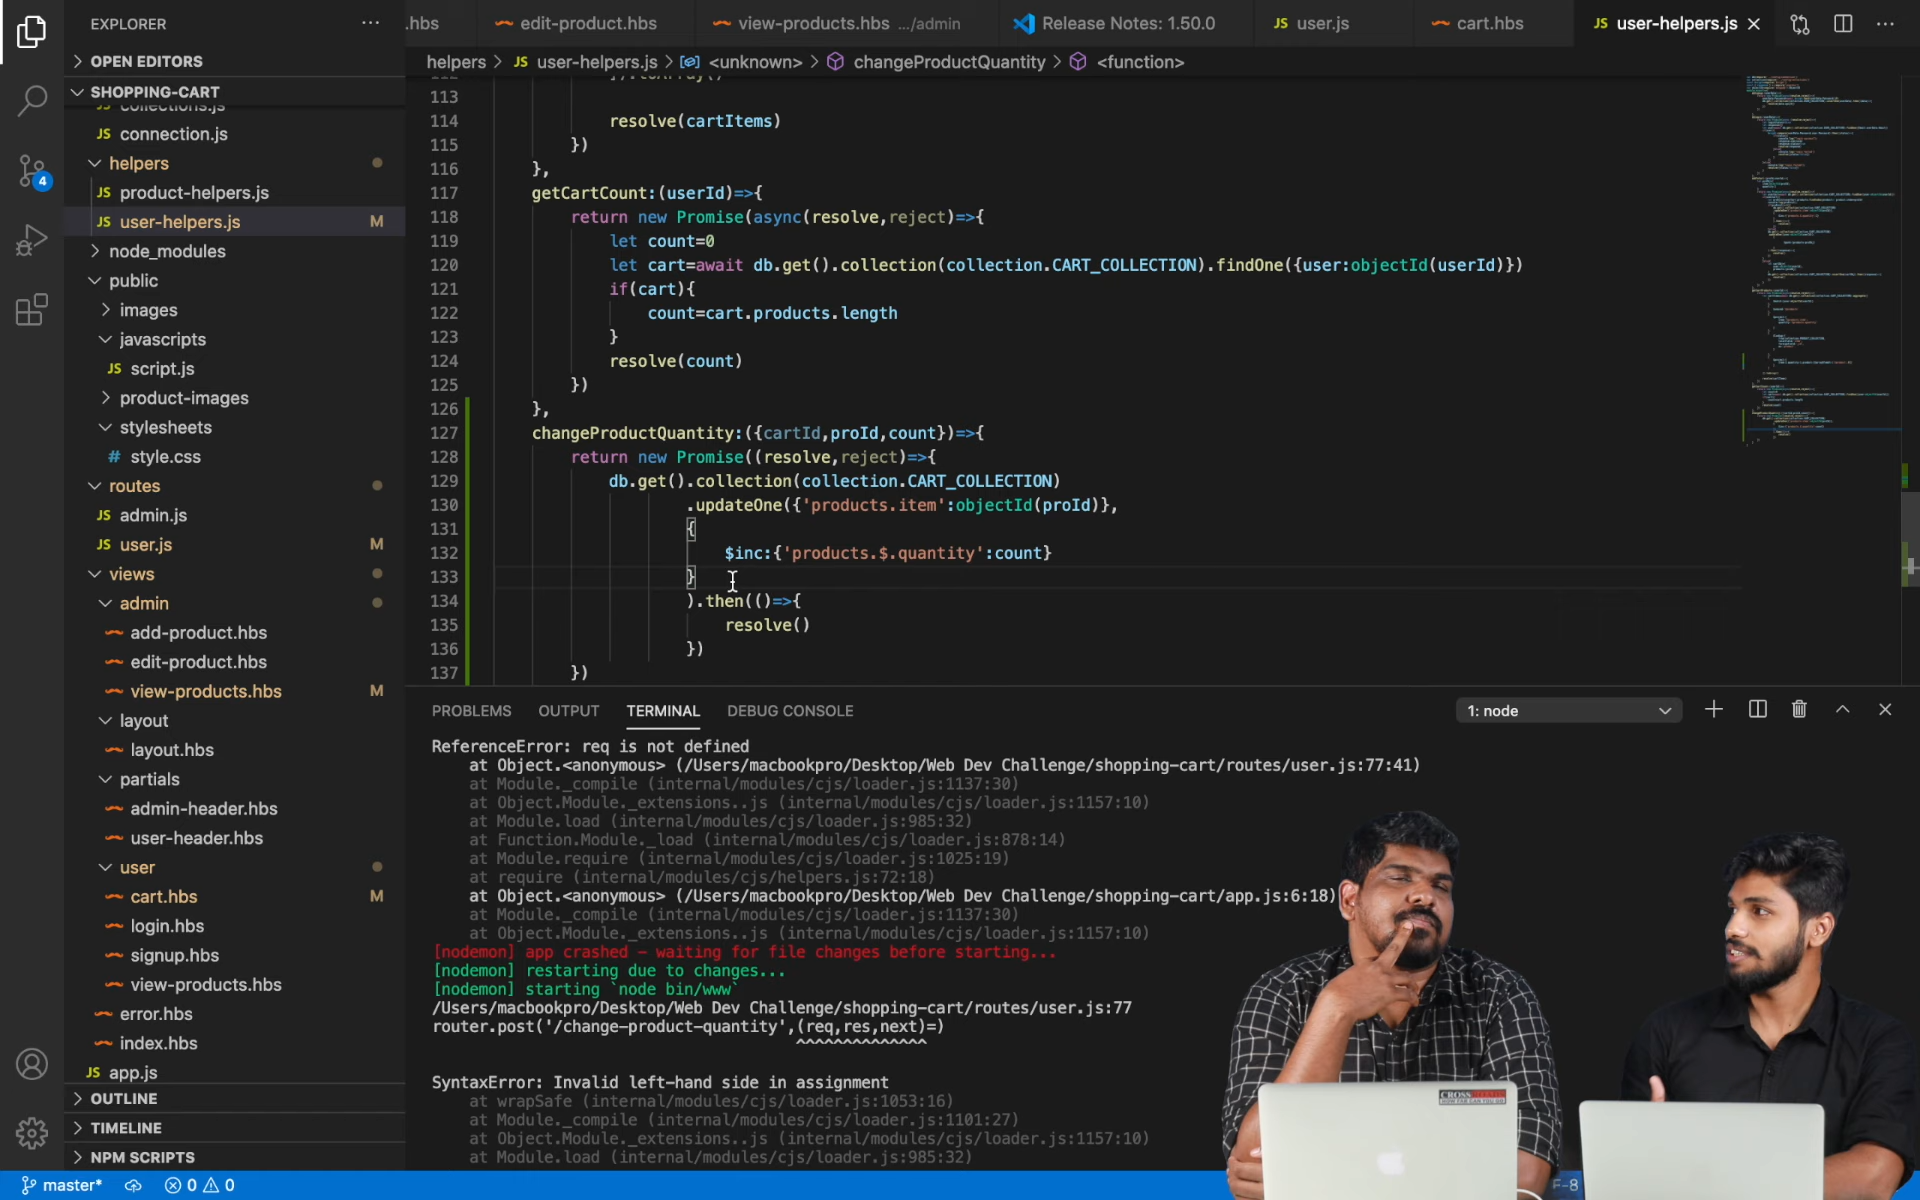 EXPLORER
.hbs
edit-product.hbs
view-products.hbs .../admin
Release Notes: 1.50.0
JS user.js
cart.hbs
JS user-helpers.js
OPEN EDITORS
helpers > JS user-helpers.js > <unknown> > changeProductQuantity > <function>
SHOPPING-CART
JS collections.js
JS connection.js
helpers
JS product-helpers.js
JS user-helpers.js M
node_modules
public
images
javascripts
JS script.js
product-images
stylesheets
# style.css
routes
JS admin.js
JS user.js M
views
admin
add-product.hbs
edit-product.hbs
view-products.hbs M
layout
layout.hbs
partials
admin-header.hbs
user-header.hbs
user
cart.hbs M
login.hbs
signup.hbs
view-products.hbs
error.hbs
index.hbs
JS app.js
OUTLINE
TIMELINE
NPM SCRIPTS
4
112 ]).toArray()
113
114 resolve(cartItems)
115 })
116 },
117 getCartCount:(userId)=>{
118 return new Promise(async(resolve,reject)=>{
119 let count=0
120 let cart=await db.get().collection(collection.CART_COLLECTION).findOne({user:objectId(userId)})
121 if(cart){
122 count=cart.products.length
123 }
124 resolve(count)
125 })
126 },
127 changeProductQuantity:({cartId,proId,count})=>{
128 return new Promise((resolve,reject)=>{
129 db.get().collection(collection.CART_COLLECTION)
130 .updateOne({'products.item':objectId(proId)},
131 {
132 $inc:{'products.$.quantity':count}
133 }
134 ).then(()=>{
135 resolve()
136 })
137 })
PROBLEMS OUTPUT TERMINAL DEBUG CONSOLE
1: node
ReferenceError: req is not defined
at Object.<anonymous> (/Users/macbookpro/Desktop/Web Dev Challenge/shopping-cart/routes/user.js:77:41)
at Module._compile (internal/modules/cjs/loader.js:1137:30)
at Object.Module._extensions..js (internal/modules/cjs/loader.js:1157:10)
at Module.load (internal/modules/cjs/loader.js:985:32)
at Function.Module._load (internal/modules/cjs/loader.js:878:14)
at Module.require (internal/modules/cjs/loader.js:1025:19)
at require (internal/modules/cjs/helpers.js:72:18)
at Object.<anonymous> (/Users/macbookpro/Desktop/Web Dev Challenge/shopping-cart/app.js:6:18)
at Module._compile (internal/modules/cjs/loader.js:1137:30)
at Object.Module._extensions..js (internal/modules/cjs/loader.js:1157:10)
[nodemon] app crashed - waiting for file changes before starting...
[nodemon] restarting due to changes...
[nodemon] starting `node bin/www`
/Users/macbookpro/Desktop/Web Dev Challenge/shopping-cart/routes/user.js:77
router.post('/change-product-quantity',(req,res,next)=)
^^^^^^^^^^^^^^
SyntaxError: Invalid left-hand side in assignment
at wrapSafe (internal/modules/cjs/loader.js:1053:16)
at Module._compile (internal/modules/cjs/loader.js:1101:27)
at Object.Module._extensions..js (internal/modules/cjs/loader.js:1157:10)
at Module.load (internal/modules/cjs/loader.js:985:32)
master* 0 0
F-8